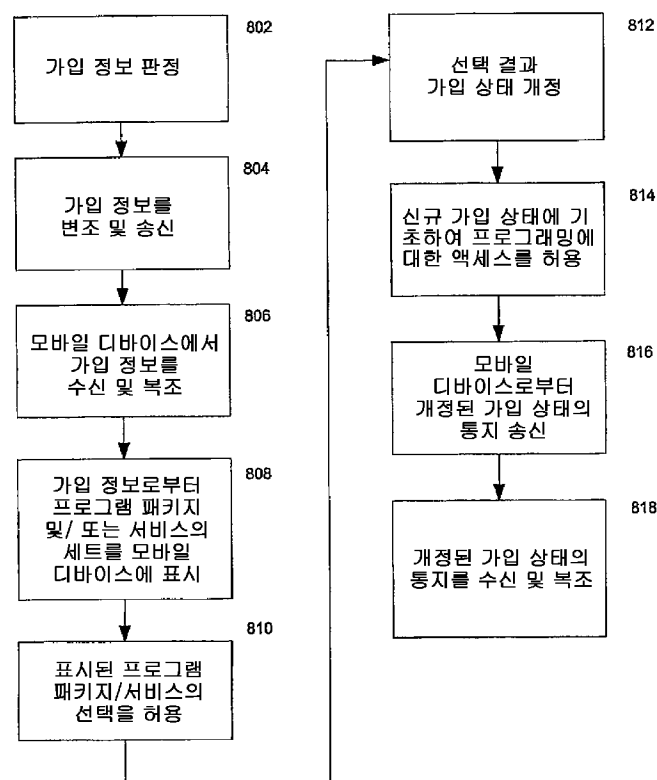 802
가입 정보 판정
804
가입 정보를
변조 및 송신
806
모바일 디바이스에서
가입 정보를
수신 및 복조
808
가입 정보로부터
프로그램 패키지
및/ 또는 서비스의
세트를 모바일
디바이스에 표시
810
표시된 프로그램
패키지/서비스의
선택을 허용
812
선택 결과
가입 상태 개정
814
신규 가입 상태에 기
초하여 프로그래밍에
대한 액세스를 허용
816
모바일
디바이스로부터
개정된 가입 상태의
통지 송신
818
개정된 가입 상태의
통지를 수신 및 복조